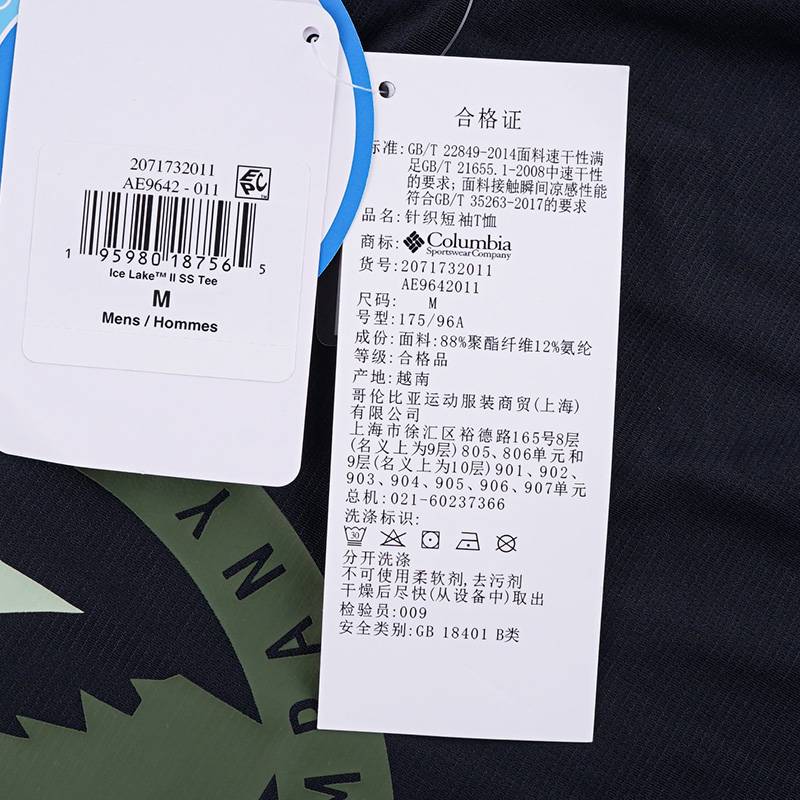 2071732011
AE9642 - 011
EPC
1 95980 18756 5
Ice Lake™ II SS Tee
M
Mens / Hommes
合格证
标准:GB/T 22849-2014面料速干性满
足GB/T 21655.1-2008中速干性
的要求;面料接触瞬间凉感性能
符合GB/T 35263-2017的要求
品名:针织短袖T恤
商标:Columbia
Sportswear Company
货号:2071732011
AE9642011
尺码: M
号型:175/96A
成份:面料:88%聚酯纤维12%氨纶
等级:合格品
产地:越南
哥伦比亚运动服装商贸(上海)
有限公司
上海市徐汇区裕德路165号8层
(名义上为9层)805、806单元和
9层(名义上为10层)901、902、
903、904、905、906、907单元
总机:021-60237366
洗涤标识:
30
分开洗涤
不可使用柔软剂,去污剂
干燥后尽快(从设备中)取出
检验员:009
安全类别:GB 18401 B类
MPANY